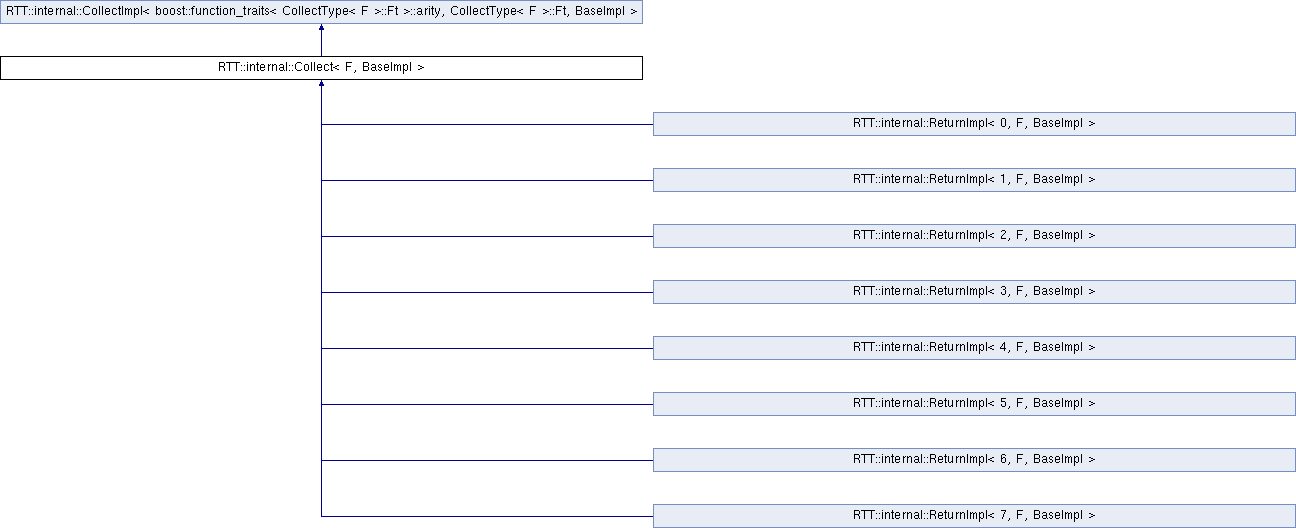 RTT::internal::CollectImpl< boost::function_traits< CollectType< F >::Ft >::arity, CollectType< F >::Ft, BaseImpl >
RTT::internal::Collect< F, BaseImpl >
RTT::internal::ReturnImpl< 0, F, BaseImpl >
RTT::internal::ReturnImpl< 1, F, BaseImpl >
RTT::internal::ReturnImpl< 2, F, BaseImpl >
RTT::internal::ReturnImpl< 3, F, BaseImpl >
RTT::internal::ReturnImpl< 4, F, BaseImpl >
RTT::internal::ReturnImpl< 5, F, BaseImpl >
RTT::internal::ReturnImpl< 6, F, BaseImpl >
RTT::internal::ReturnImpl< 7, F, BaseImpl >